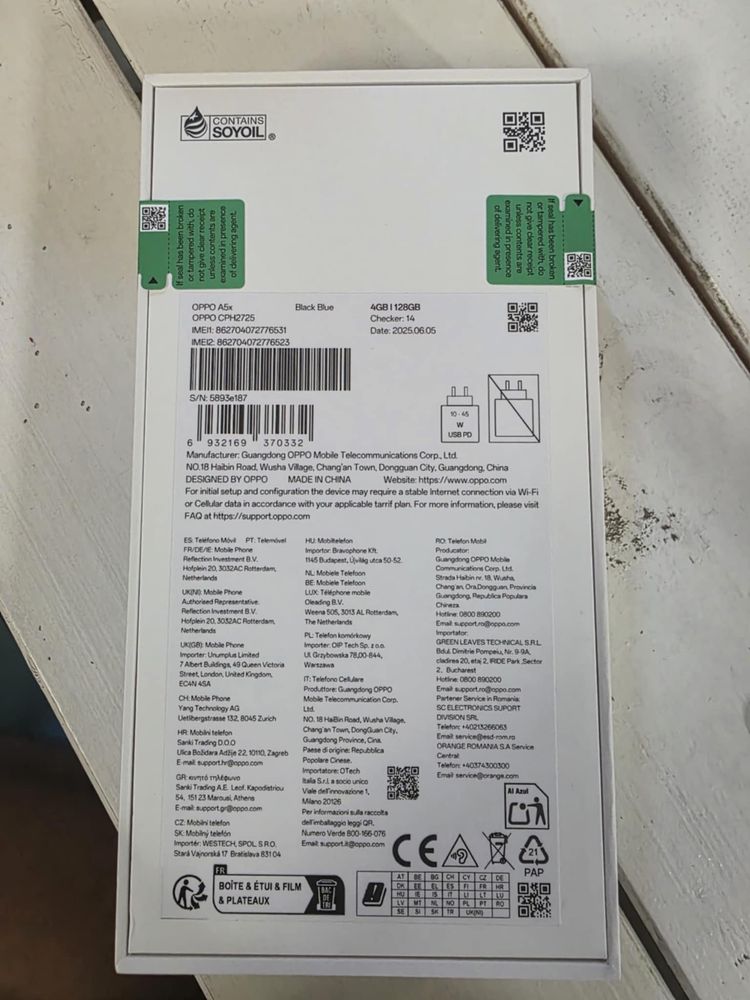 CONTAINS
SOYOIL®
If seal has been broken
or tampered with, do
not give clear receipt
unless contents are
examined in presence
of delivering agent.
If seal has been broken
or tampered with, do
not give clear receipt
unless contents are
examined in presence
of delivering agent.
OPPO A5x Black Blue 4GB | 128GB
OPPO CPH2725 Checker: 14
IMEI1: 862704072776531 Date: 2025.06.05
IMEI2: 862704072776523
S/N: 5893e187
10 - 45
W
USB PD
6 932169 370332
Manufacturer: Guangdong OPPO Mobile Telecommunications Corp., Ltd.
NO.18 Haibin Road, Wusha Village, Chang'an Town, Dongguan City, Guangdong, China
DESIGNED BY OPPO MADE IN CHINA Website: https://www.oppo.com
For initial setup and configuration the device may require a stable Internet connection via Wi-Fi
or Cellular data in accordance with your applicable tarrif plan. For more information, please visit
FAQ at https://support.oppo.com
ES: Teléfono Móvil PT: Telemóvel
FR/DE/IE: Mobile Phone
Reflection Investment B.V.
Hofplein 20, 3032AC Rotterdam,
Netherlands
UK(NI): Mobile Phone
Authorised Representative:
Reflection Investment B.V.
Hofplein 20, 3032AC Rotterdam,
Netherlands
UK(GB): Mobile Phone
Importer: Unumplus Limited
7 Albert Buildings, 49 Queen Victoria
Street, London, United Kingdom,
EC4N 4SA
CH: Mobile Phone
Yang Technology AG
Uetlibergstrasse 132, 8045 Zurich
HR: Mobilni telefon
Sanki Trading D.O.O
Ulica Božidara Adžije 22, 10110, Zagreb
E-mail: support.hr@oppo.com
GR: κινητό τηλέφωνο
Sanki Trading A.E. Leof. Kapodistriou
54, 151 23 Marousi, Athens
E-mail: support.gr@oppo.com
CZ: Mobilní telefon
SK: Mobilný telefón
Importér: WESTECH, SPOL. S R.O.
Stará Vajnorská 17 Bratislava 831 04
HU: Mobiltelefon
Importor: Bravophone Kft.
1145 Budapest, Újvilág utca 50-52.
NL: Mobiele Telefoon
BE: Mobiele Telefoon
LUX: Téléphone mobile
Oleading B.V.
Weena 505, 3013 AL Rotterdam,
The Netherlands
PL: Telefon komórkowy
Importer: OIP Tech Sp. z o.o.
Ul. Grzybowska 78,00-844,
Warszawa
IT: Telefono Cellulare
Produttore: Guangdong OPPO
Mobile Telecommunication Corp.
Ltd.
NO. 18 HaiBin Road, Wusha Village,
Chang'an Town, DongGuan City,
Guangdong Province, Cina.
Paese di origine: Repubblica
Popolare Cinese.
Importatore: OTech
Italia S.r.l. a socio unico
Viale dell'innovazione 1,
Milano 20126
Per informazioni sulla raccolta
dell'imballaggio leggi QR.
Numero Verde 800-166-076
Email: support.it@oppo.com
RO: Telefon Mobil
Producator:
Guangdong OPPO Mobile
Communications Corp. Ltd.
Strada Haibin nr. 18, Wusha,
Chang'an, Ora,Dongguan, Provincia
Guangdong, Republica Populara
Chineza
Hotline: 0800 890200
Email: support.ro@oppo.com
Importator:
GREEN LEAVES TECHNICAL S.R.L.
Bdul. Dimitrie Pompeiu, Nr. 9-9A,
cladirea 20, etaj 2, IRIDE Park ,Sector
2, Bucharest
Hotline: 0800 890200
Email: support.ro@oppo.com
Partener Service in Romania:
SC ELECTRONICS SUPORT
DIVISION SRL
Telefon: +40213266063
Email: service@esd-rom.ro
ORANGE ROMANIA S.A Service
Central:
Telefon: +40374300300
Email: service@orange.com
Al Azul
CE
21
PAP
FR
BOÎTE & ÉTUI & FILM
& PLATEAUX
BAC
DE
TRI
AT BE BG CH CY CZ DE
DK EE EL ES FI FR HR
HU IE IS IT LI LT LU
LV MT NL NO PL PT RO
SE SI SK TR UK(NI)